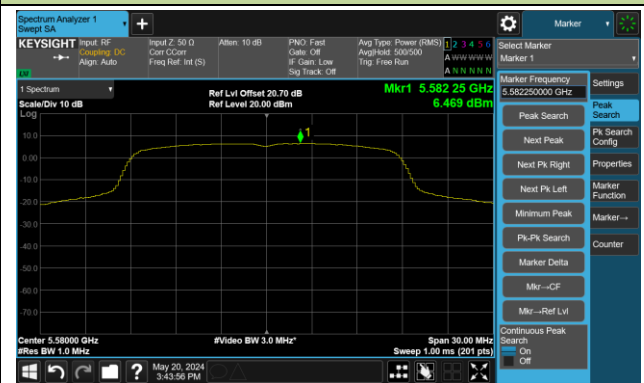 Spectrum Analyzer 1
Swept SA
Marker
KEYSIGHT
Input: RF
Coupling: DC
Align: Auto
Input Z: 50 Ω
Corr CCorr
Freq Ref: Int (S)
Atten: 10 dB
PNO: Fast
Gate: Off
IF Gain: Low
Sig Track: Off
Avg Type: Power (RMS)
Avg|Hold: 500/500
Trig: Free Run
1 2 3 4 5 6
A W W W W W
A N N N N N
Select Marker
Marker 1
1 Spectrum
Scale/Div 10 dB
Log
Ref Lvl Offset 20.70 dB
Ref Level 20.00 dBm
Mkr1 5.582 25 GHz
6.469 dBm
1
10.0
0.00
-10.0
-20.0
-30.0
-40.0
-50.0
-60.0
-70.0
Center 5.58000 GHz
#Res BW 1.0 MHz
#Video BW 3.0 MHz*
Span 30.00 MHz
Sweep 1.00 ms (201 pts)
Marker Frequency
5.582250000 GHz
Peak Search
Next Peak
Next Pk Right
Next Pk Left
Minimum Peak
Pk-Pk Search
Marker Delta
Mkr→CF
Mkr→Ref Lvl
Continuous Peak
Search
On
Off
Settings
Peak
Search
Pk Search
Config
Properties
Marker
Function
Marker→
Counter
?
May 20, 2024
3:43:56 PM